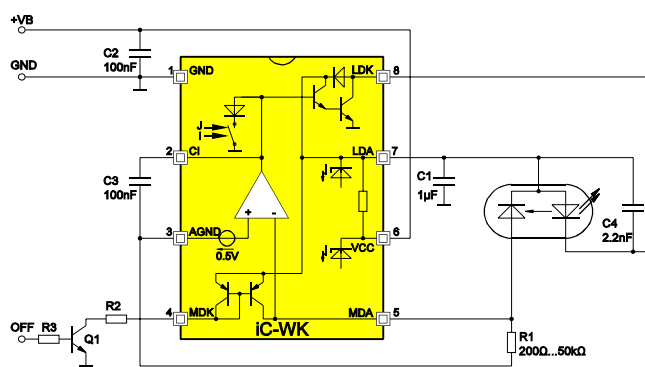 +VB
C2
100nF
GND
1
GND
LDK
8
J
I
2
CI
LDA
7
C3
100nF
C1
1µF
+
-
3
AGND
0.5V
VCC
6
C4
2.2nF
R2
4
MDK
MDA
5
iC-WK
OFF
R3
Q1
R1
200Ω...50kΩ